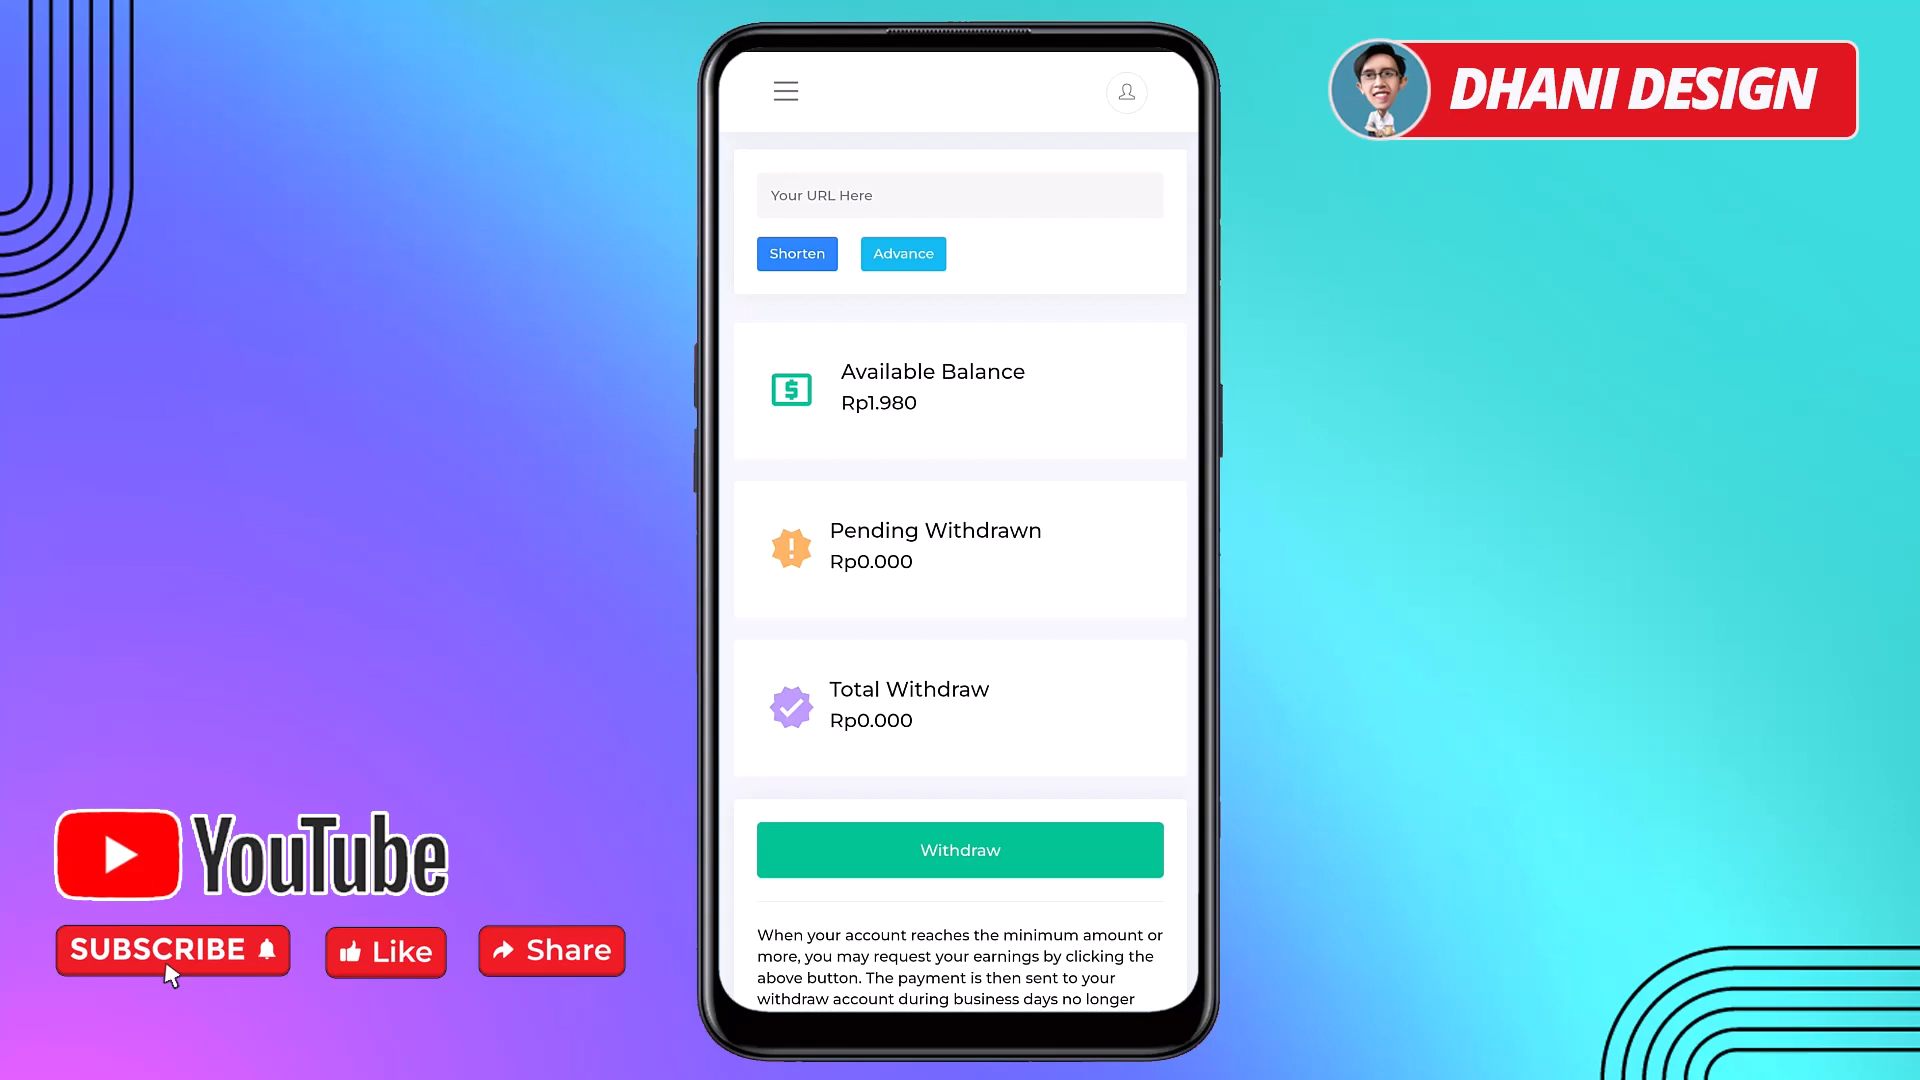 DHANI DESIGN
Your URL Here
Shorten
Advance
Available Balance
Rp1.980
Pending Withdrawn
Rp0.000
Total Withdraw
Rp0.000
Withdraw
When your account reaches the minimum amount or
more, you may request your earnings by clicking the
above button. The payment is then sent to your
withdraw account during business days no longer
YouTube
SUBSCRIBE
Like
Share